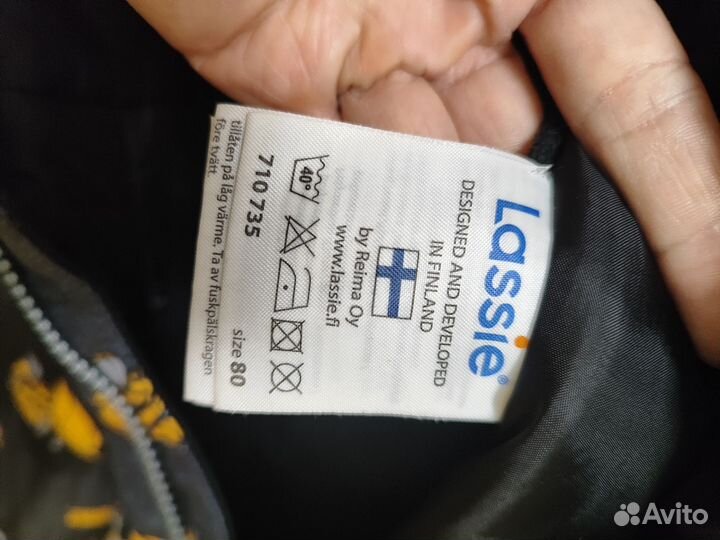 Lassie®
DESIGNED AND DEVELOPED
IN FINLAND
by Reima Oy
www.lassie.fi
40°
710 735
size 80
tillåten på låg värme. Ta av fuskpälskragen
före tvätt.
Avito